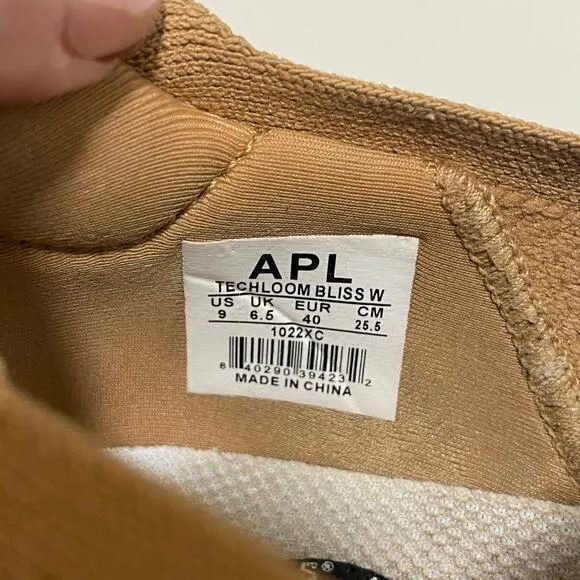 APL
TECHLOOM BLISS W
US UK EUR CM
9 6.5 40 25.5
1022XC
8 40290 39423 2
MADE IN CHINA